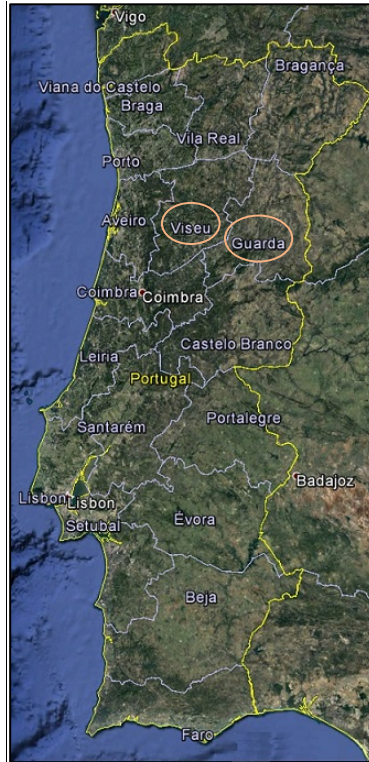 Vigo
Bragança
Viana do Castelo
Braga
Vila Real
Porto
Aveiro
Viseu
Guarda
Coimbra
Coimbra
Castelo Branco
Leiria
Portugal
Portalegre
Santarém
Badajoz
Lisbon
Lisbon
Évora
Setubal
Beja
Faro